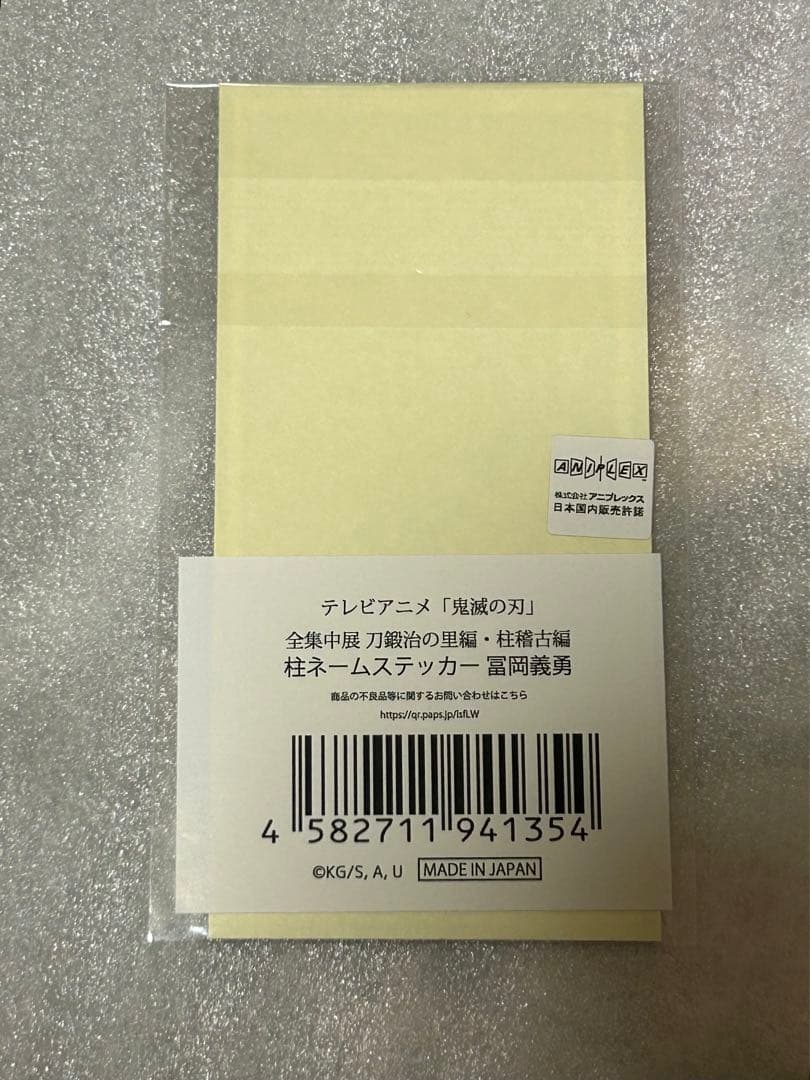 ANIPLEX
株式会社アニプレックス
日本国内販売許諾
テレビアニメ「鬼滅の刃」
全集中展 刀鍛治の里編・柱稽古編
柱ネームステッカー 冨岡義勇
商品の不良品等に関するお問い合わせはこちら
https://qr.paps.jp/isfLW
4 582711 941354
©KG/S, A, U MADE IN JAPAN